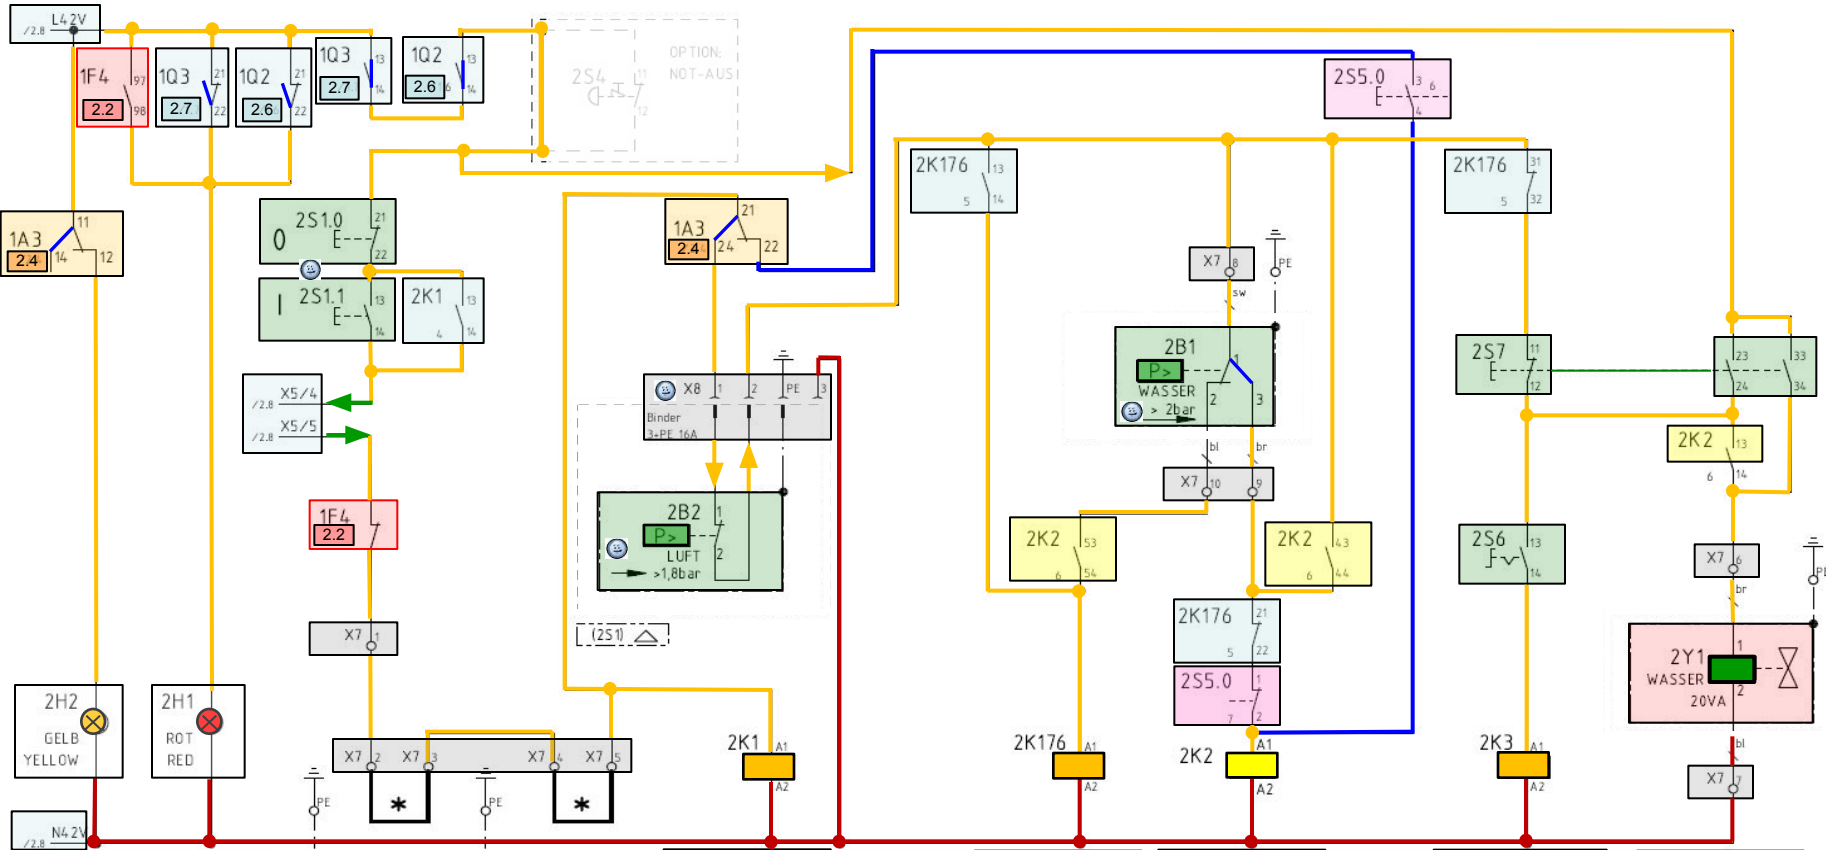 L42V
/2.8
1F4
97
2.2
98
1Q3
21
2.7
22
1Q2
21
2.6
22
1Q3
13
2.7
14
1Q2
13
2.6
6
14
2S4
11
12
OPTION:
NOT-AUS
2S5.0
3
6
4
2K176
13
5
14
2K176
31
5
32
1A3
11
2.4
14
12
2S1.0
21
0
22
2S1.1
13
I
14
2K1
13
4
14
1A3
21
2.4
24
22
X7
8
PE
sw
2B1
1
P>
WASSER
2
3
> 2bar
bl
br
X7
10
9
2S7
11
12
23
24
33
34
2K2
13
6
14
X5/4
/2.8
X5/5
/2.8
X8
1
2
PE
3
Binder
3+PE 16A
2B2
1
P>
LUFT
2
>1,8bar
(2S1)
1F4
2.2
X7
1
2K2
53
6
54
2K2
43
6
44
2K176
21
5
22
2S5.0
1
7
2
2S6
13
14
X7
6
br
PE
2Y1
1
WASSER
2
20VA
bl
X7
7
2H2
GELB
YELLOW
2H1
ROT
RED
X7
2
X7
3
X7
4
X7
5
PE
*
PE
*
2K1
A1
A2
2K176
A1
A2
2K2
A1
A2
2K3
A1
A2
N42V
/2.8